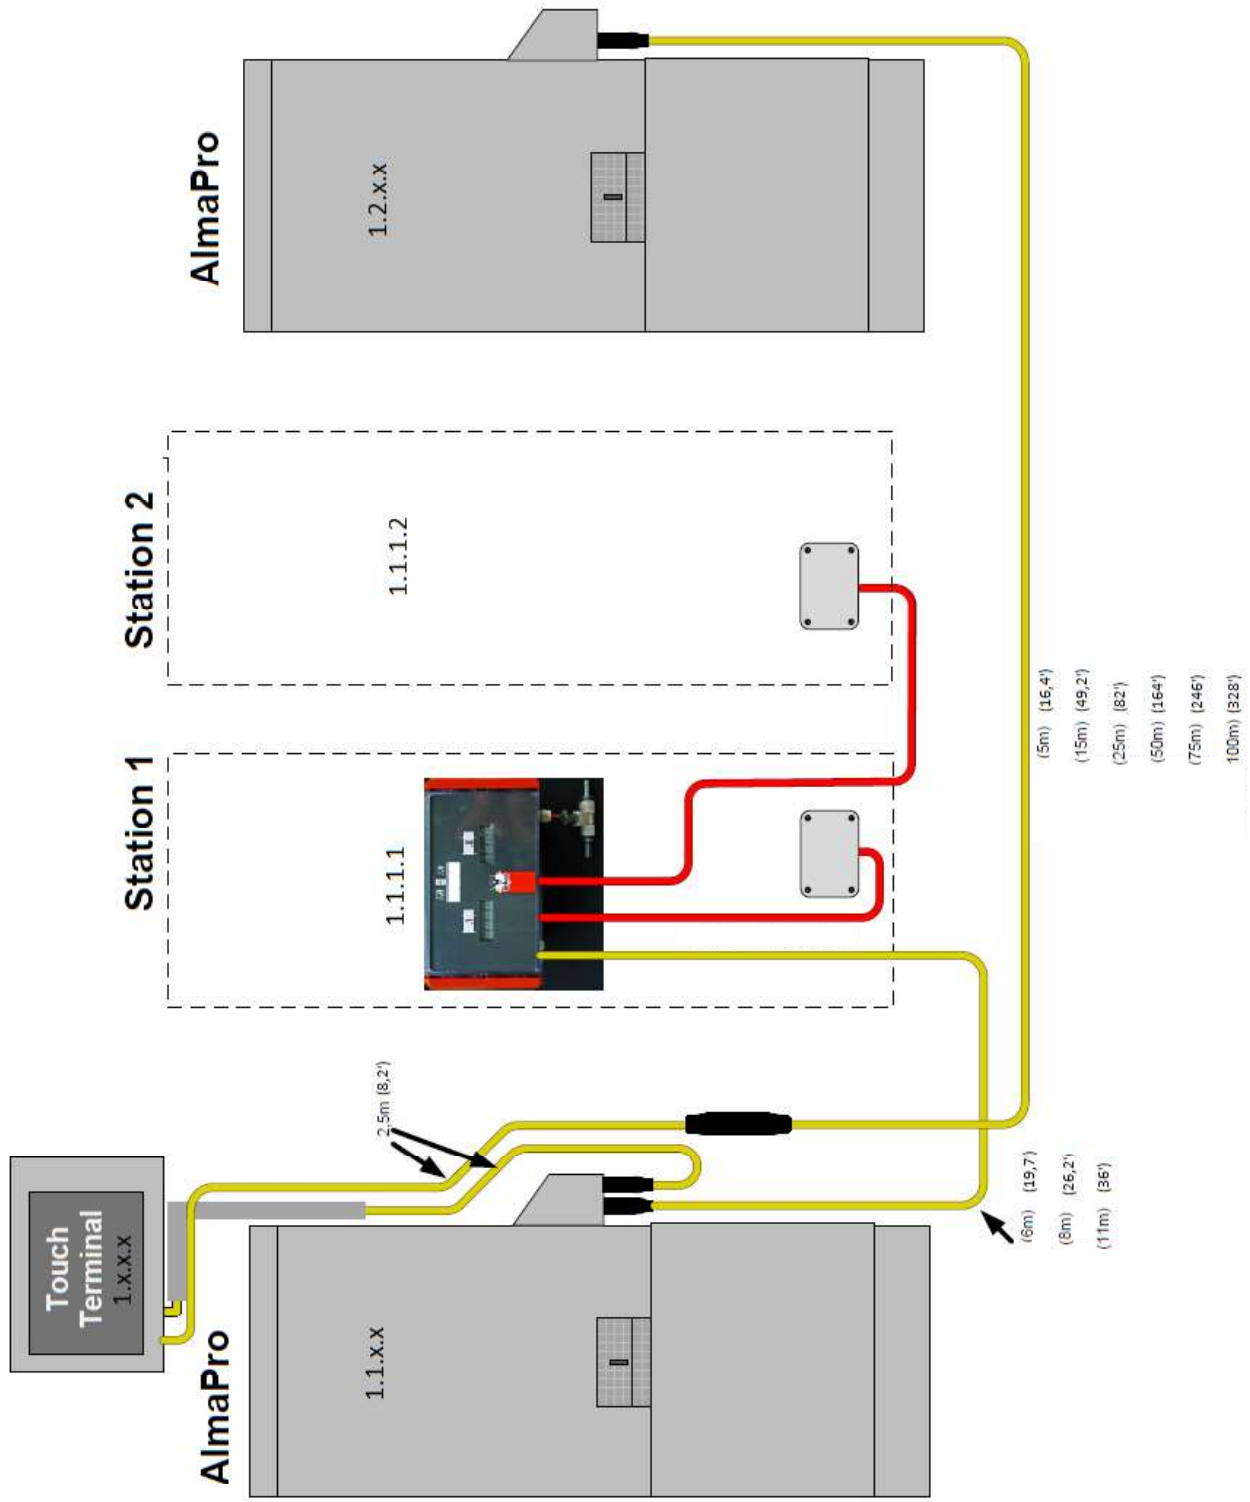 Touch
Terminal
1.x.x.x
AlmaPro
1.1.x.x
2,5m (8,2')
Station 1
1.1.1.1
Station 2
1.1.1.2
AlmaPro
1.2.x.x
(6m) (19,7)
(8m) (26,2')
(11m) (36')
(5m) (16,4')
(15m) (49,2')
(25m) (82')
(50m) (164')
(75m) (246')
100m) (328')